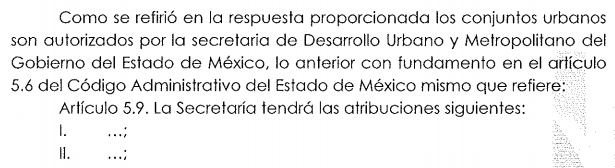 Como se refirió en la respuesta proporcionada los conjuntos urbanos
son autorizados por la secretaria de Desarrollo Urbano y Metropolitano del
Gobierno del Estado de México, lo anterior con fundamento en el artículo
5.6 del Código Administrativo del Estado de México mismo que refiere:
Artículo 5.9. La Secretaría tendrá las atribuciones siguientes:
I. ...;
II. ...;